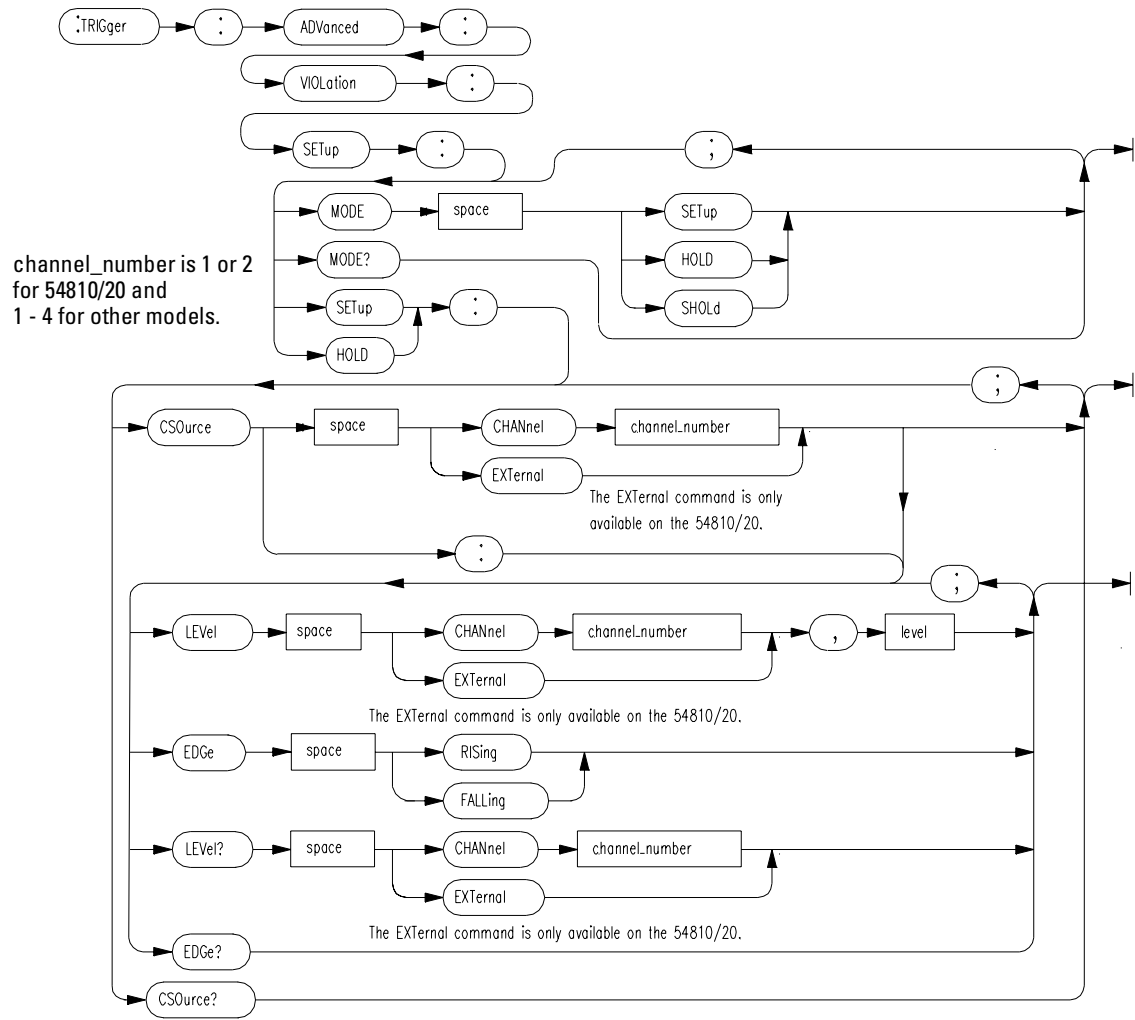 :TRIGger : ADVanced :
VIOLation :
SETup : ;
MODE space SETup
MODE? HOLD
channel_number is 1 or 2
for 54810/20 and
1 - 4 for other models.
SETup : SHOLd
HOLD
;
CSOurce space CHANnel channel_number
EXTernal
The EXTernal command is only
available on the 54810/20.
:
;
LEVel space CHANnel channel_number , level
EXTernal
The EXTernal command is only available on the 54810/20.
EDGe space RISing
FALLing
LEVel? space CHANnel channel_number
EXTernal
The EXTernal command is only available on the 54810/20.
EDGe?
CSOurce?